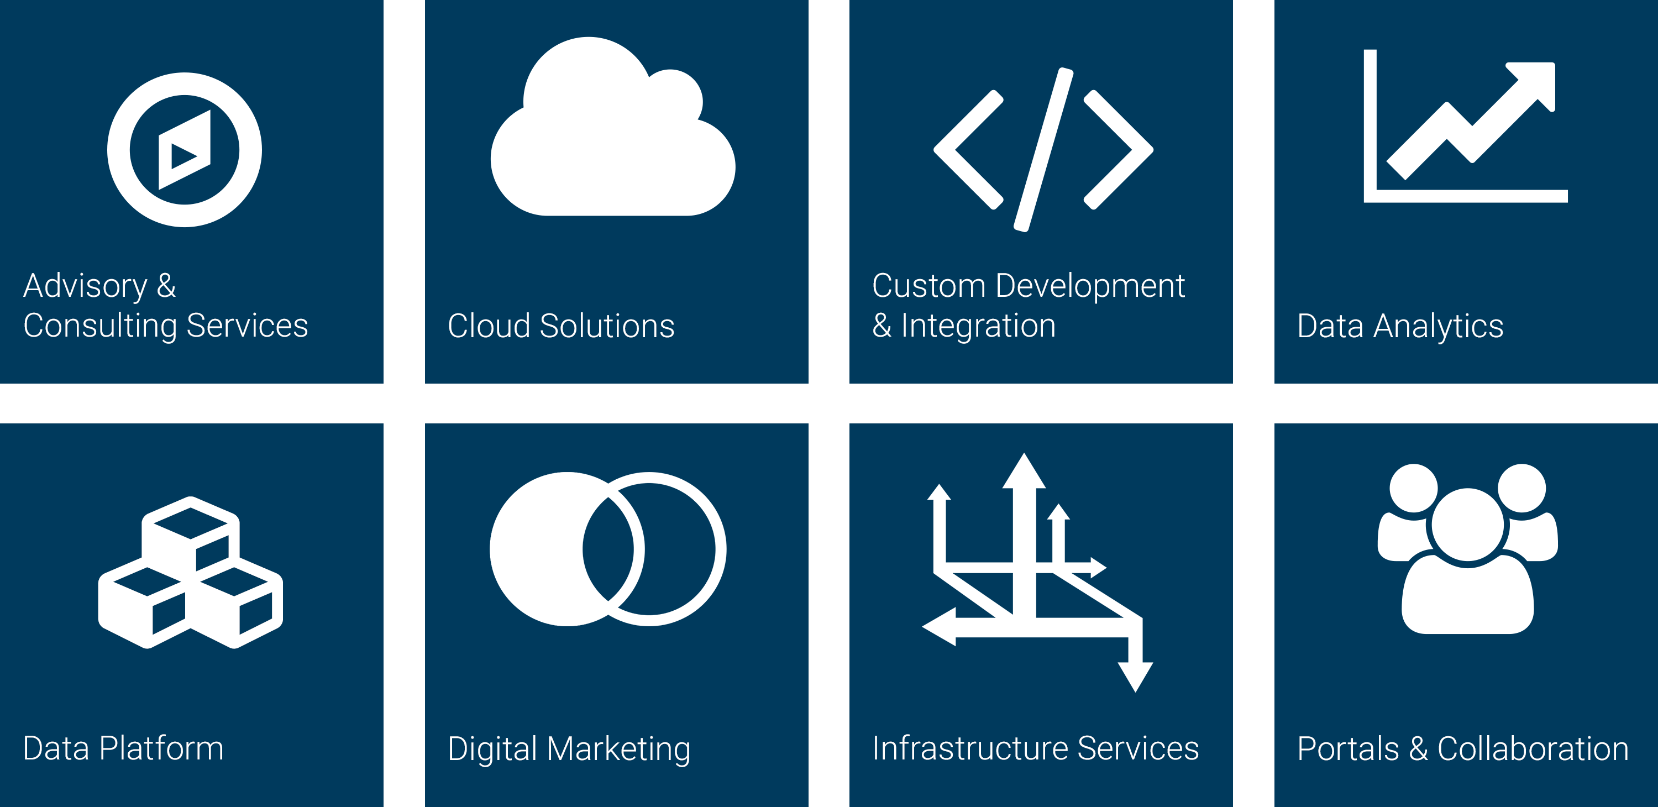 Advisory &
Consulting Services
Cloud Solutions
Custom Development
& Integration
Data Analytics
Data Platform
Digital Marketing
Infrastructure Services
Portals & Collaboration